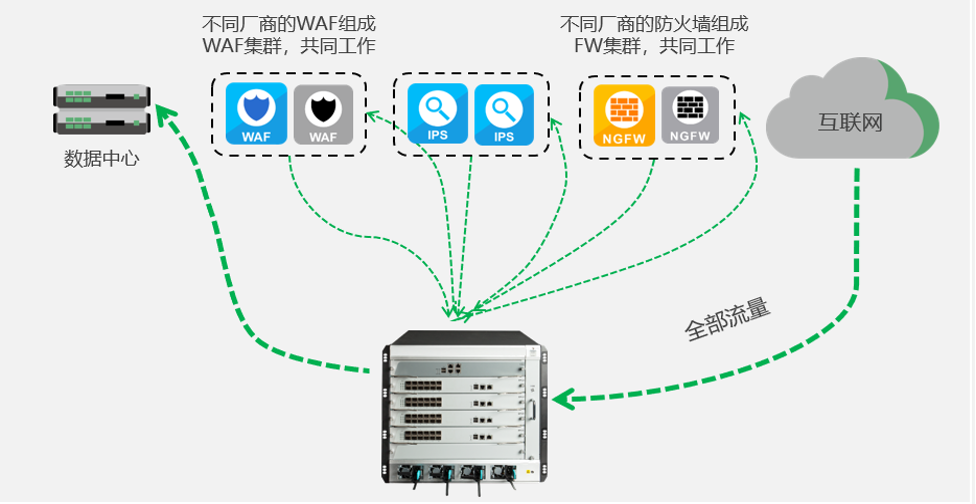 不同厂商的WAF组成
WAF集群，共同工作
不同厂商的防火墙组成
FW集群，共同工作
WAF
WAF
IPS
IPS
NGFW
NGFW
互联网
数据中心
全部流量